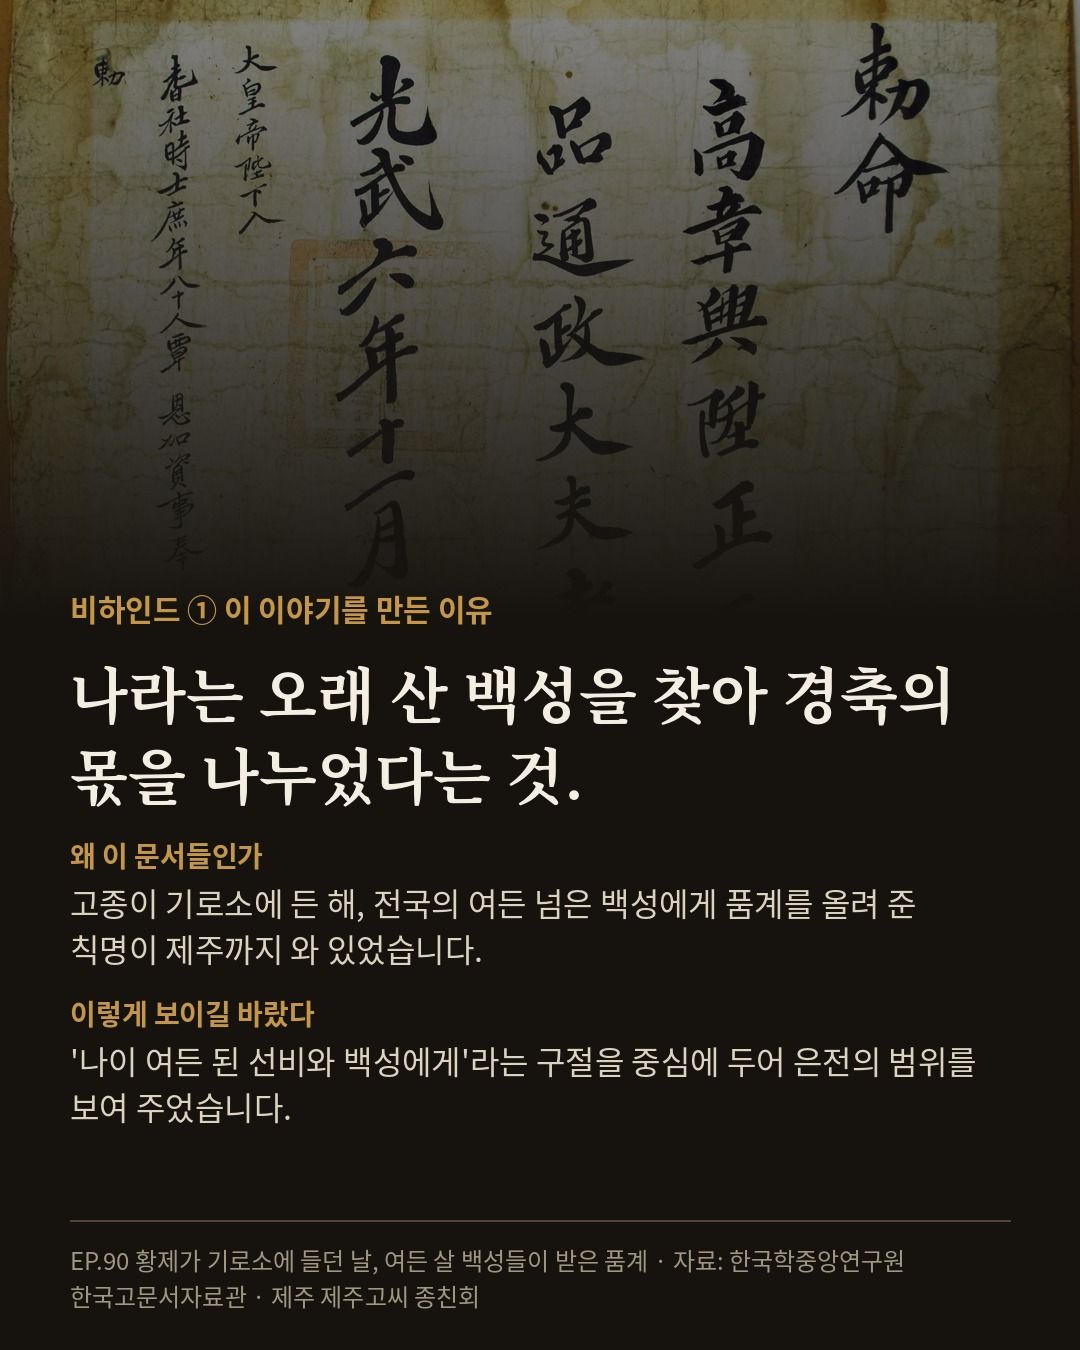 勅命
高章興陞正
品通政大夫者
光武六年十一月
大皇帝陛下入
耆社時士庶年八十人覃 恩加資事奉
勅
비하인드 ① 이 이야기를 만든 이유
나라는 오래 산 백성을 찾아 경축의
몫을 나누었다는 것.
왜 이 문서들인가
고종이 기로소에 든 해, 전국의 여든 넘은 백성에게 품계를 올려 준
칙명이 제주까지 와 있었습니다.
이렇게 보이길 바랐다
'나이 여든 된 선비와 백성에게'라는 구절을 중심에 두어 은전의 범위를
보여 주었습니다.
EP.90 황제가 기로소에 들던 날, 여든 살 백성들이 받은 품계 · 자료: 한국학중앙연구원
한국고문서자료관 · 제주 제주고씨 종친회